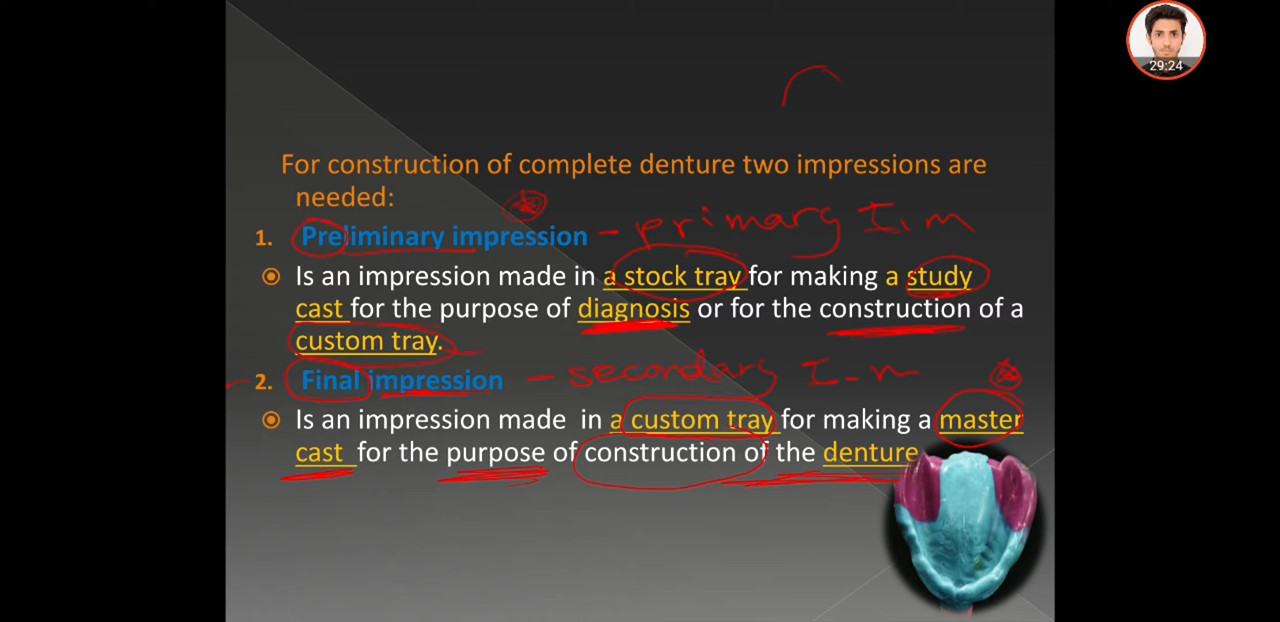 29:24
For construction of complete denture two impressions are
needed:
1. Preliminary impression – primary I.m
Is an impression made in a stock tray for making a study
cast for the purpose of diagnosis or for the construction of a
custom tray.
2. Final impression – secondary I-m
Is an impression made in a custom tray for making a master
cast for the purpose of construction of the denture